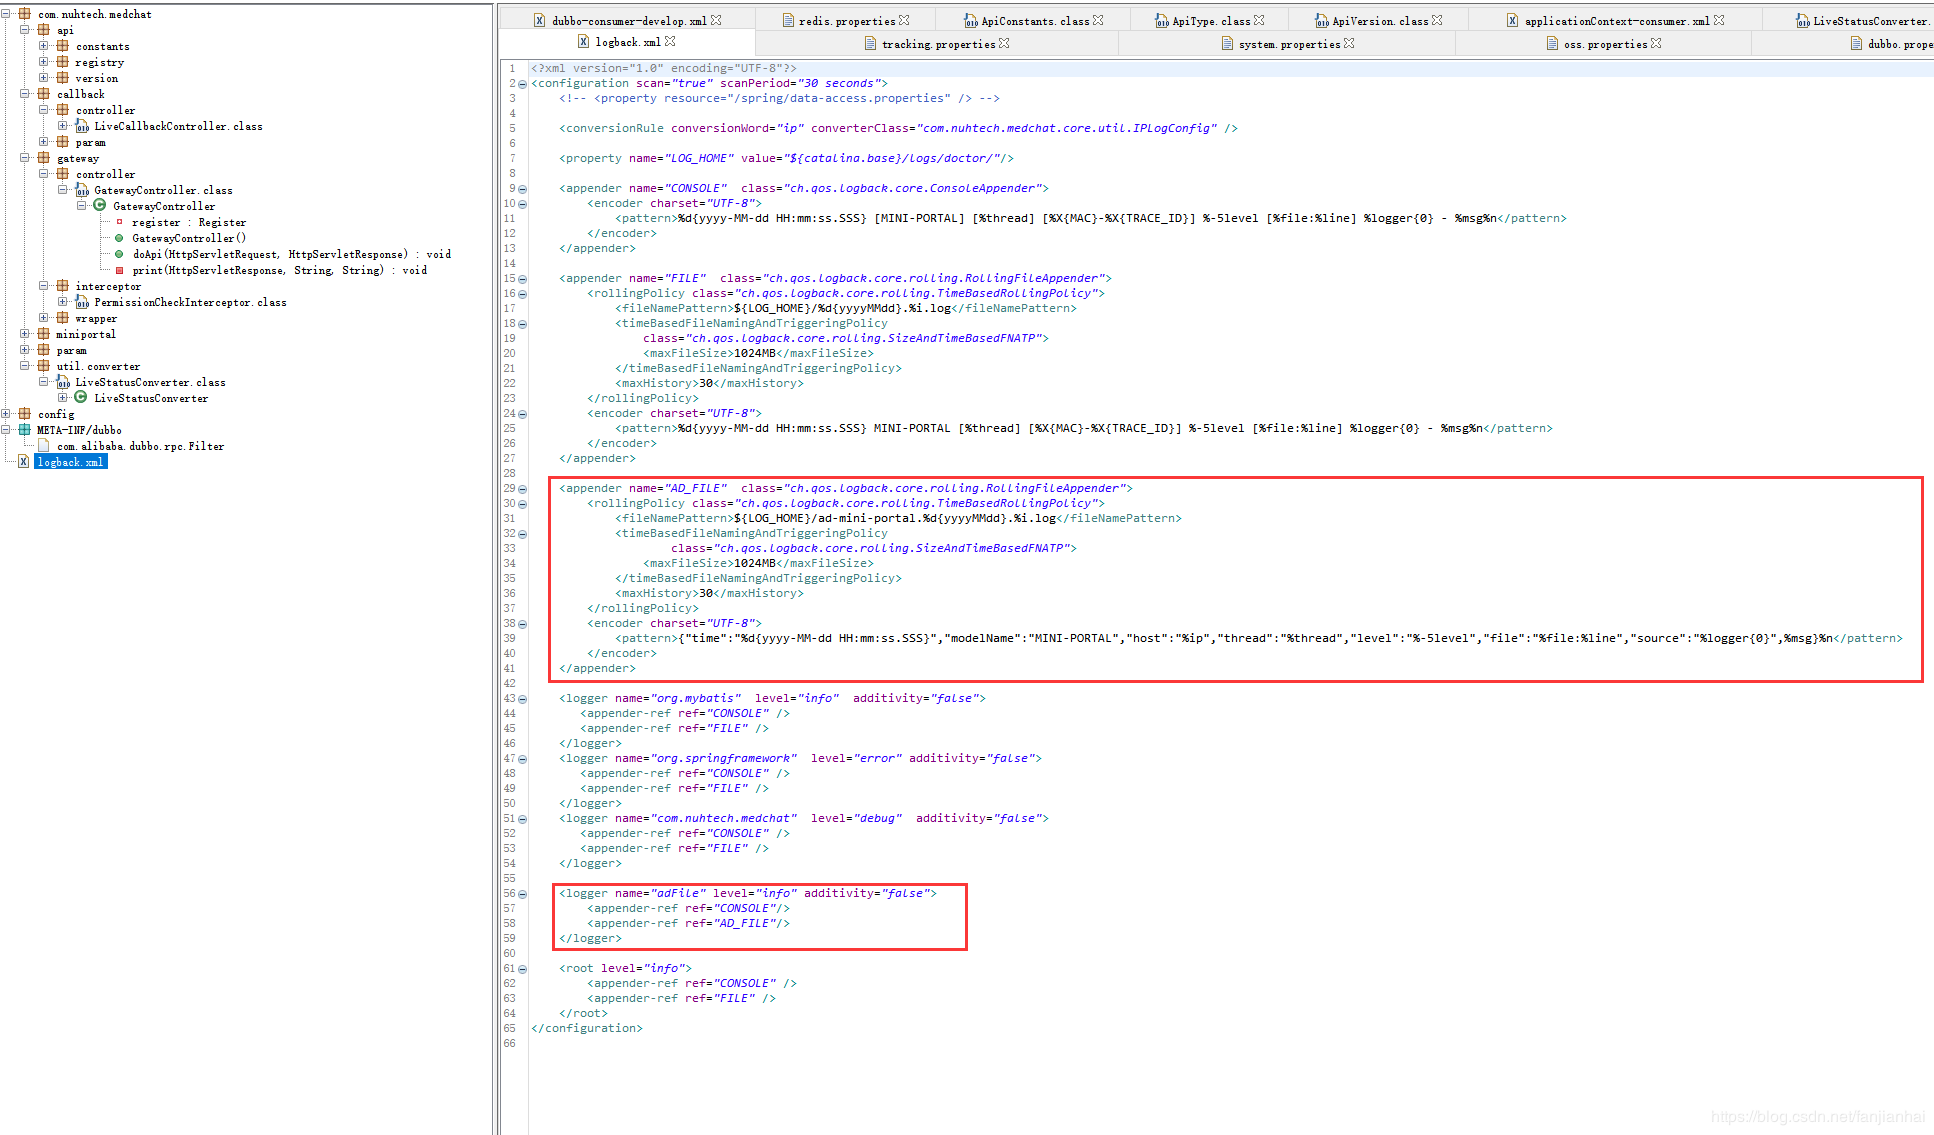 com.nuhtech.medchat
api
constants
registry
version
callback
controller
LiveCallbackController.class
param
gateway
controller
GatewayController.class
GatewayController
register : Register
GatewayController()
doApi(HttpServletRequest, HttpServletResponse) : void
print(HttpServletResponse, String, String) : void
interceptor
PermissionCheckInterceptor.class
wrapper
miniportal
param
util.converter
LiveStatusConverter.class
LiveStatusConverter
config
META-INF/dubbo
com.alibaba.dubbo.rpc.Filter
logback.xml
dubbo-consumer-develop.xml redis.properties ApiConstants.class ApiType.class ApiVersion.class applicationContext-consumer.xml LiveStatusConverter.
logback.xml tracking.properties system.properties oss.properties dubbo.prope
1 <?xml version="1.0" encoding="UTF-8"?>
2 <configuration scan="true" scanPeriod="30 seconds">
3 <!-- <property resource="/spring/data-access.properties" /> -->
4
5 <conversionRule conversionWord="ip" converterClass="com.nuhtech.medchat.core.util.IPLogConfig" />
6
7 <property name="LOG_HOME" value="${catalina.base}/logs/doctor/"/>
8
9 <appender name="CONSOLE" class="ch.qos.logback.core.ConsoleAppender">
10 <encoder charset="UTF-8">
11 <pattern>%d{yyyy-MM-dd HH:mm:ss.SSS} [MINI-PORTAL] [%thread] [%X{MAC}-%X{TRACE_ID}] %-5level [%file:%line] %logger{0} - %msg%n</pattern>
12 </encoder>
13 </appender>
14
15 <appender name="FILE" class="ch.qos.logback.core.rolling.RollingFileAppender">
16 <rollingPolicy class="ch.qos.logback.core.rolling.TimeBasedRollingPolicy">
17 <fileNamePattern>${LOG_HOME}/%d{yyyyMMdd}.%i.log</fileNamePattern>
18 <timeBasedFileNamingAndTriggeringPolicy
19 class="ch.qos.logback.core.rolling.SizeAndTimeBasedFNATP">
20 <maxFileSize>1024MB</maxFileSize>
21 </timeBasedFileNamingAndTriggeringPolicy>
22 <maxHistory>30</maxHistory>
23 </rollingPolicy>
24 <encoder charset="UTF-8">
25 <pattern>%d{yyyy-MM-dd HH:mm:ss.SSS} MINI-PORTAL [%thread] [%X{MAC}-%X{TRACE_ID}] %-5level [%file:%line] %logger{0} - %msg%n</pattern>
26 </encoder>
27 </appender>
28
29 <appender name="AD_FILE" class="ch.qos.logback.core.rolling.RollingFileAppender">
30 <rollingPolicy class="ch.qos.logback.core.rolling.TimeBasedRollingPolicy">
31 <fileNamePattern>${LOG_HOME}/ad-mini-portal.%d{yyyyMMdd}.%i.log</fileNamePattern>
32 <timeBasedFileNamingAndTriggeringPolicy
33 class="ch.qos.logback.core.rolling.SizeAndTimeBasedFNATP">
34 <maxFileSize>1024MB</maxFileSize>
35 </timeBasedFileNamingAndTriggeringPolicy>
36 <maxHistory>30</maxHistory>
37 </rollingPolicy>
38 <encoder charset="UTF-8">
39 <pattern>{"time":"%d{yyyy-MM-dd HH:mm:ss.SSS}","modelName":"MINI-PORTAL","host":"%ip","thread":"%thread","level":"%-5level","file":"%file:%line","source":"%logger{0}",%msg}%n</pattern>
40 </encoder>
41 </appender>
42
43 <logger name="org.mybatis" level="info" additivity="false">
44 <appender-ref ref="CONSOLE" />
45 <appender-ref ref="FILE" />
46 </logger>
47 <logger name="org.springframework" level="error" additivity="false">
48 <appender-ref ref="CONSOLE" />
49 <appender-ref ref="FILE" />
50 </logger>
51 <logger name="com.nuhtech.medchat" level="debug" additivity="false">
52 <appender-ref ref="CONSOLE" />
53 <appender-ref ref="FILE" />
54 </logger>
55
56 <logger name="adFile" level="info" additivity="false">
57 <appender-ref ref="CONSOLE"/>
58 <appender-ref ref="AD_FILE"/>
59 </logger>
60
61 <root level="info">
62 <appender-ref ref="CONSOLE" />
63 <appender-ref ref="FILE" />
64 </root>
65 </configuration>
66
https://blog.csdn.net/fanjianhai